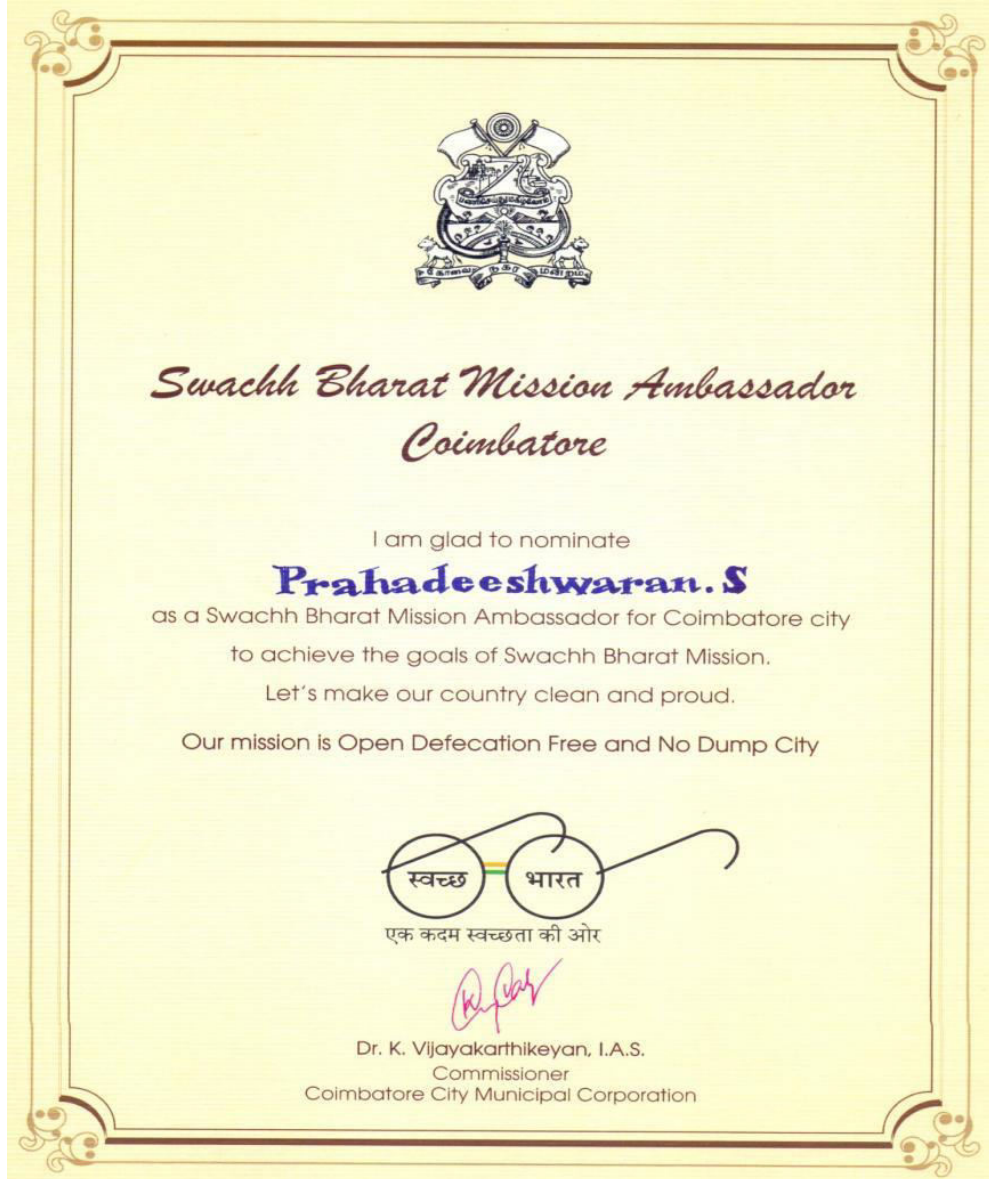 கோவை நகர மன்றம்
Swachh Bharat Mission Ambassador
Coimbatore
I am glad to nominate
Prahadeeshwaran.S
as a Swachh Bharat Mission Ambassador for Coimbatore city
to achieve the goals of Swachh Bharat Mission.
Let's make our country clean and proud.
Our mission is Open Defecation Free and No Dump City
स्वच्छ भारत
एक कदम स्वच्छता की ओर
Dr. K. Vijayakarthikeyan, I.A.S.
Commissioner
Coimbatore City Municipal Corporation